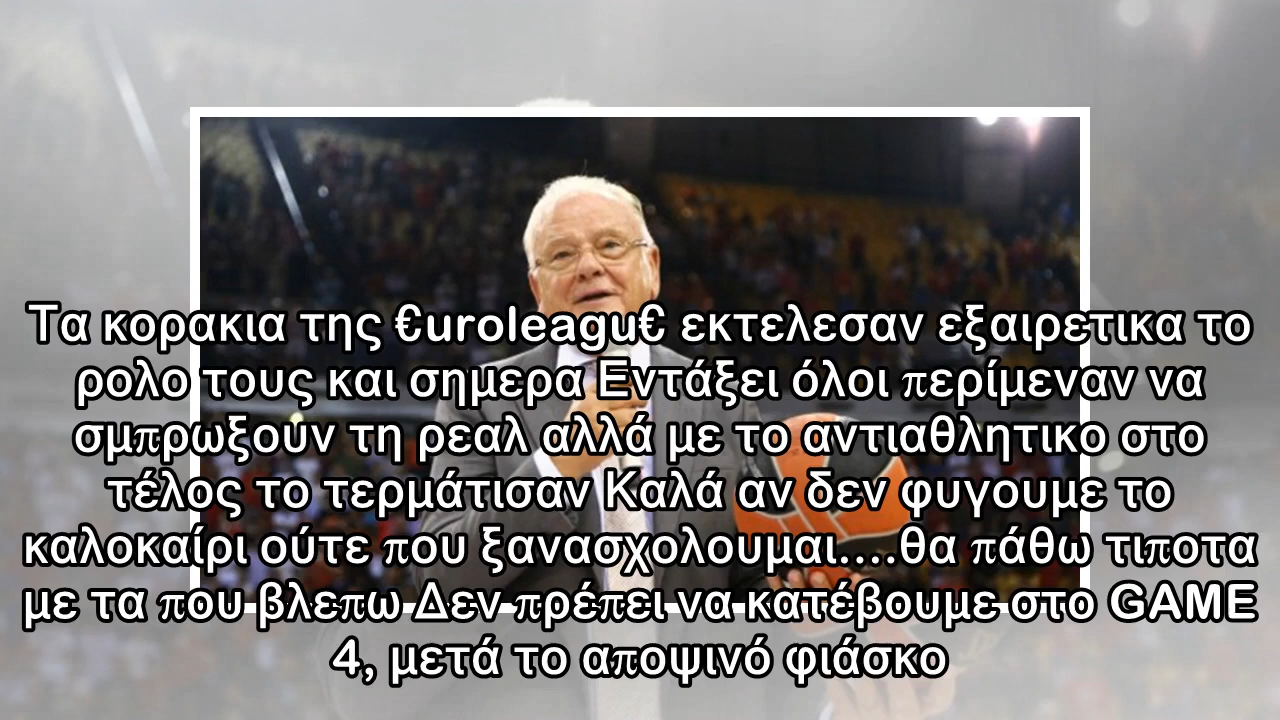 Τα κορακια της €uroleagu€ εκτελεσαν εξαιρετικα το
ρολο τους και σημερα Εντάξει όλοι περίμεναν να
σμπρωξουν τη ρεαλ αλλά με το αντιαθλητικο στο
τέλος το τερμάτισαν Καλά αν δεν φυγουμε το
καλοκαίρι ούτε που ξανασχολουμαι....θα πάθω τιποτα
με τα που βλεπω Δεν πρέπει να κατέβουμε στο GAME
4, μετά το αποψινό φιάσκο